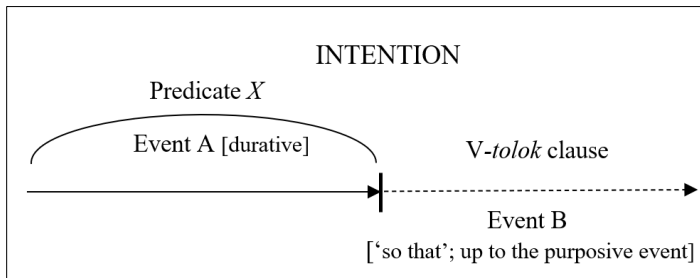 INTENTION
Predicate X
Event A [durative]
V-tolok clause
Event B
[‘so that’; up to the purposive event]